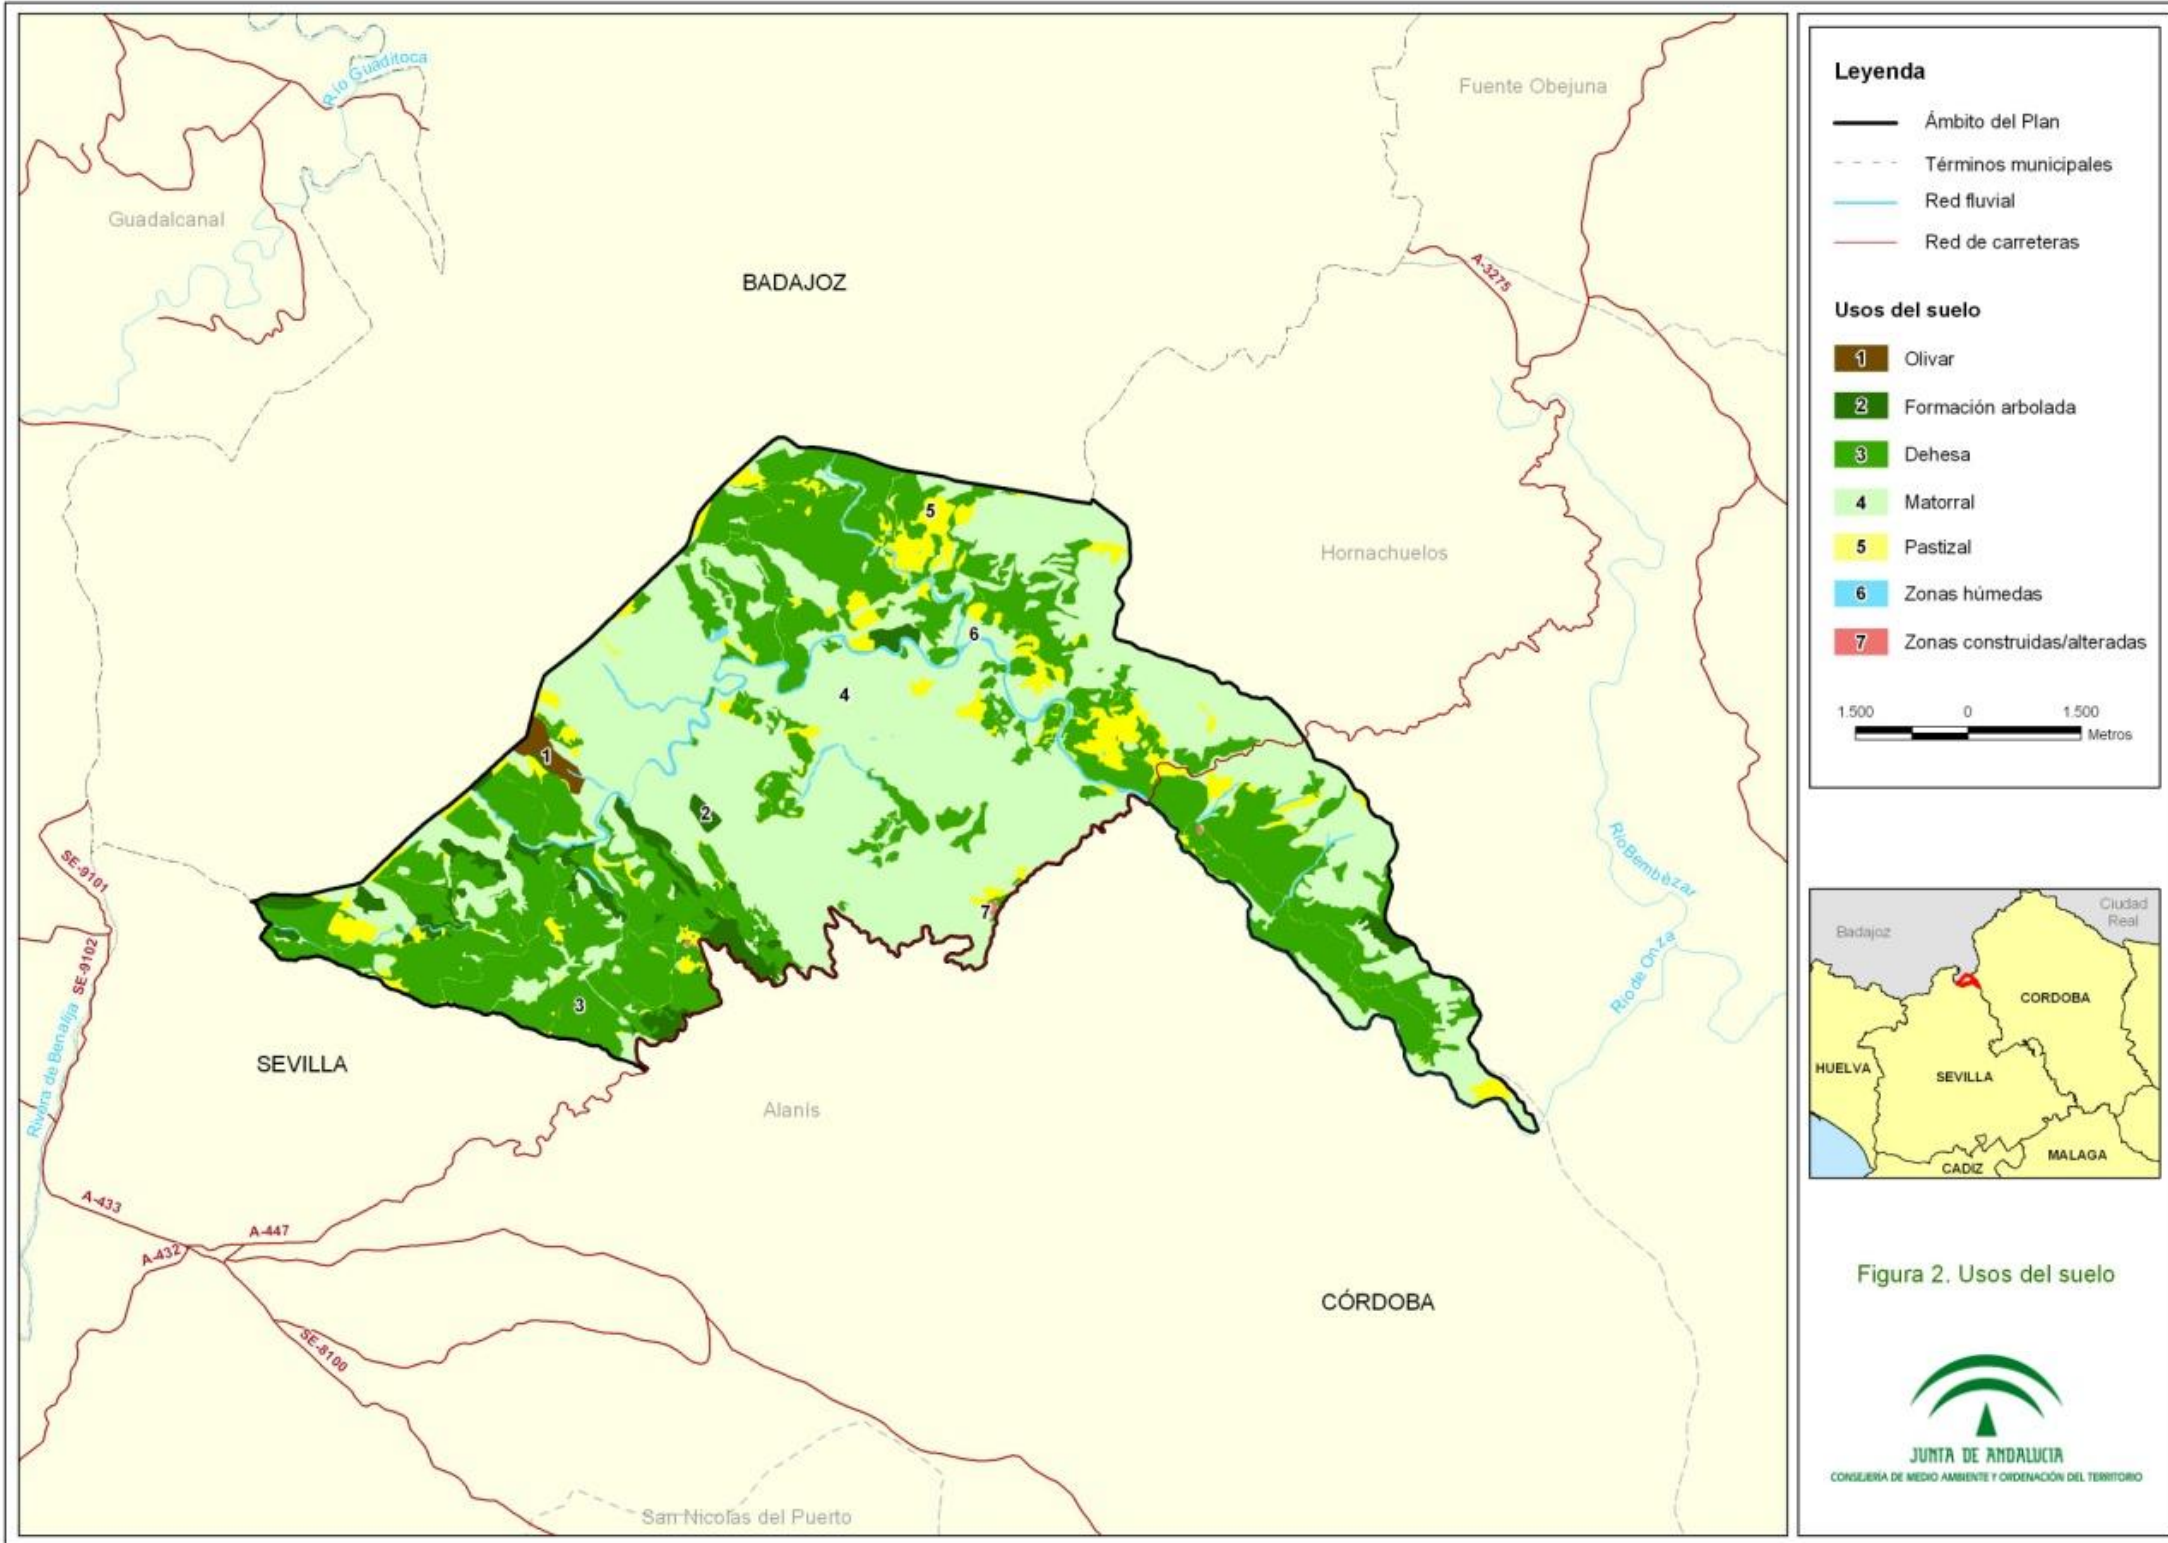 Río Guaditoca
Fuente Obejuna
Guadalcanal
BADAJOZ
A-3275
Hornachuelos
5
6
4
1
2
7
3
SE-9101
SE-9102
Rivera de Benalija
SEVILLA
Alanís
Río Bembézar
Río de Onza
A-433
A-447
A-432
SE-8100
CÓRDOBA
San Nicolás del Puerto
Leyenda
Ámbito del Plan
Términos municipales
Red fluvial
Red de carreteras
Usos del suelo
1 Olivar
2 Formación arbolada
3 Dehesa
4 Matorral
5 Pastizal
6 Zonas húmedas
7 Zonas construidas/alteradas
1.500 0 1.500
Metros
Ciudad
Real
Badajoz
CORDOBA
HUELVA
SEVILLA
MALAGA
CADIZ
Figura 2. Usos del suelo
JUNTA DE ANDALUCIA
CONSEJERÍA DE MEDIO AMBIENTE Y ORDENACIÓN DEL TERRITORIO